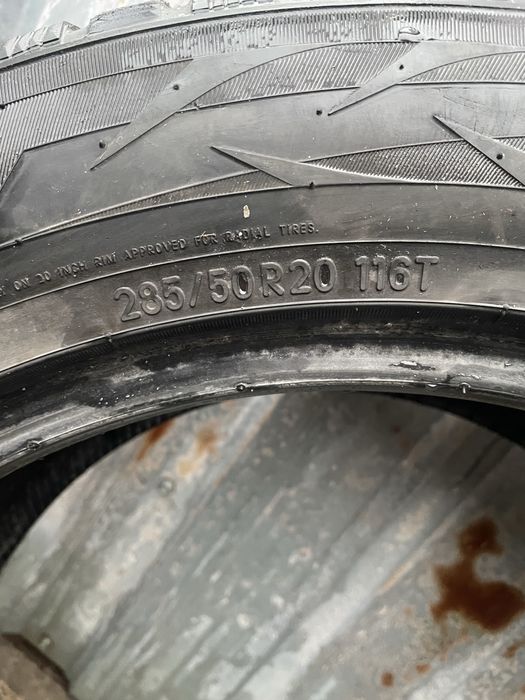 ON 20 INCH RIM APPROVED FOR RADIAL TIRES.
285/50R20 116T